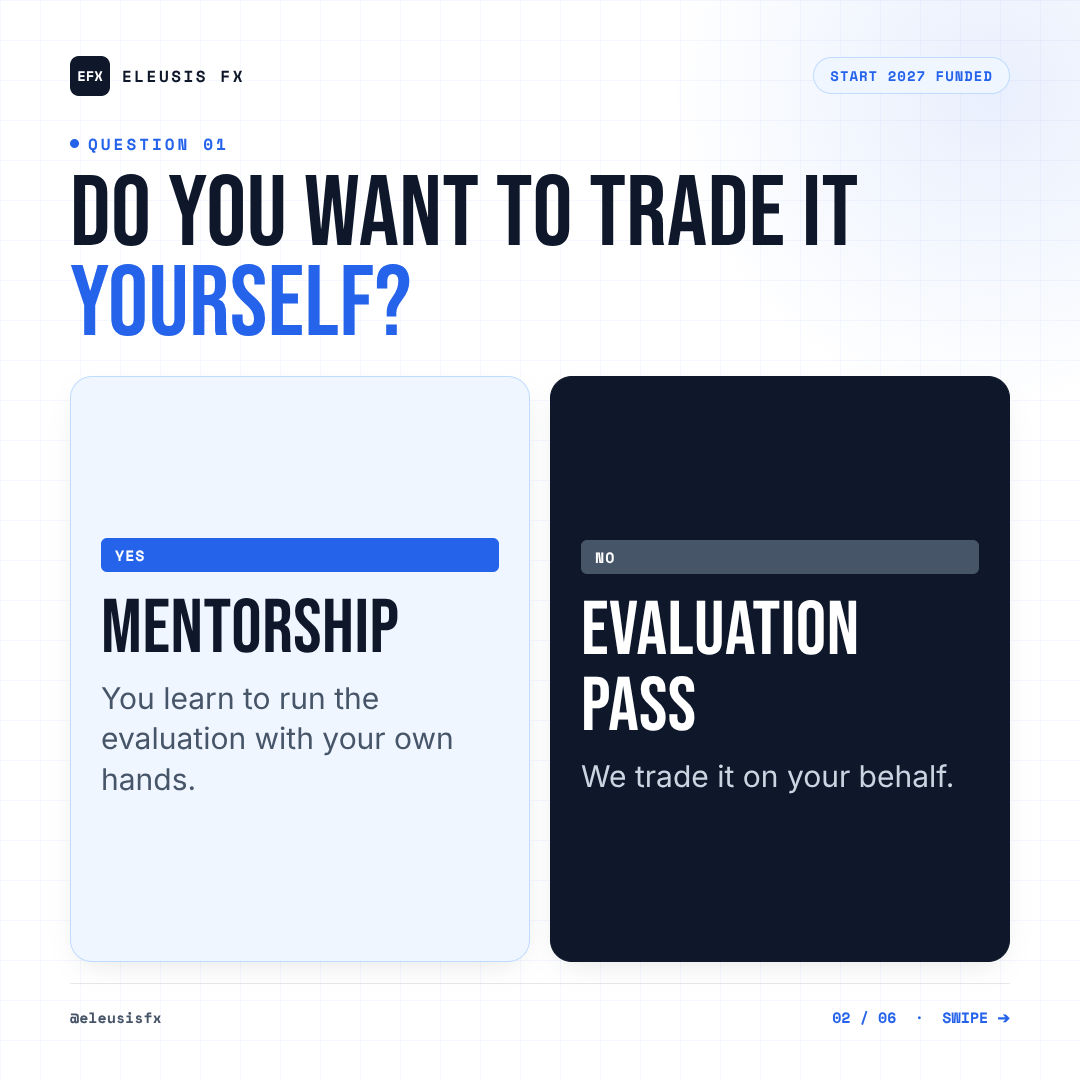 EFX ELEUSIS FX
START 2027 FUNDED
QUESTION 01
DO YOU WANT TO TRADE IT
YOURSELF?
YES
MENTORSHIP
You learn to run the
evaluation with your own
hands.
NO
EVALUATION
PASS
We trade it on your behalf.
@eleusisfx
02 / 06 · SWIPE ➔